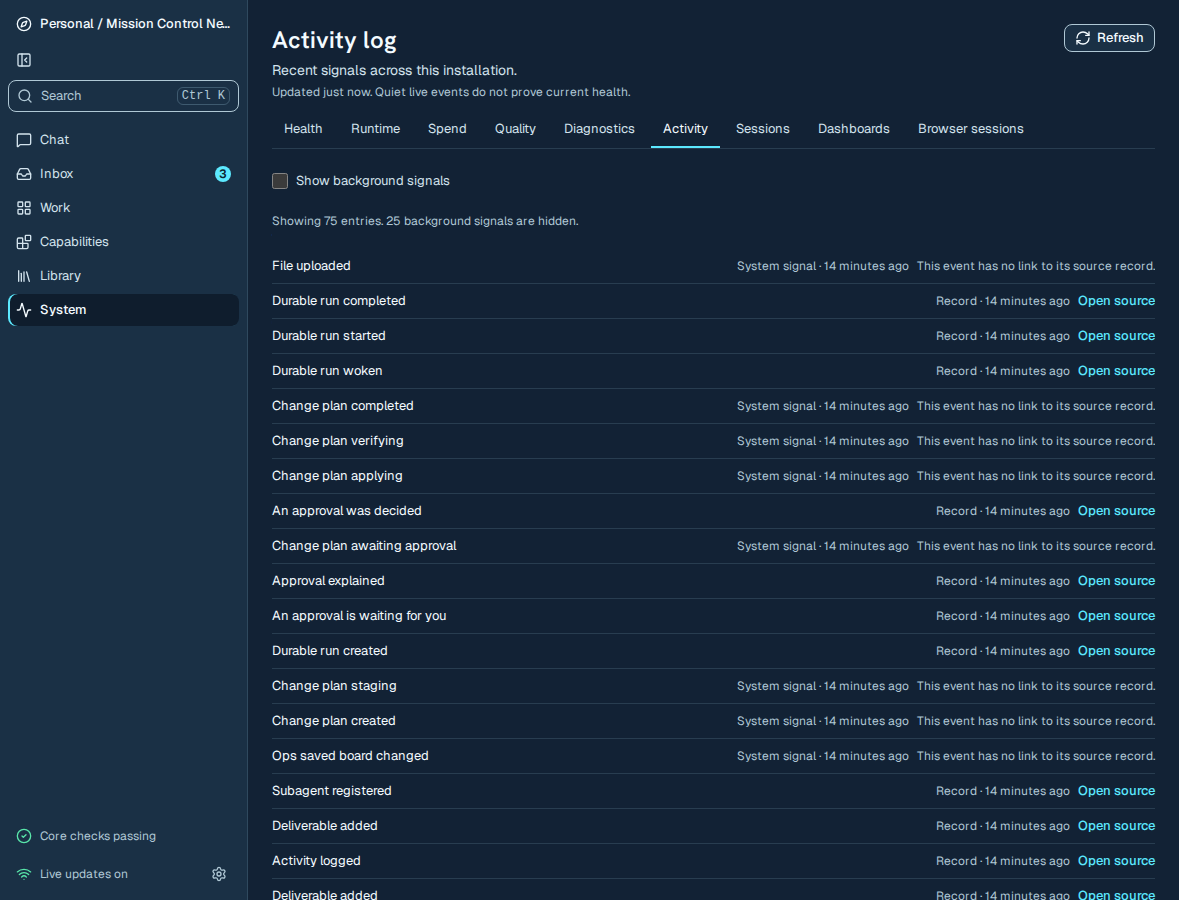 Personal / Mission Control Ne...
Search Ctrl K
Chat
Inbox 3
Work
Capabilities
Library
System
Core checks passing
Live updates on
Activity log
Refresh
Recent signals across this installation.
Updated just now. Quiet live events do not prove current health.
Health Runtime Spend Quality Diagnostics Activity Sessions Dashboards Browser sessions
Show background signals
Showing 75 entries. 25 background signals are hidden.
File uploaded System signal · 14 minutes ago This event has no link to its source record.
Durable run completed Record · 14 minutes ago Open source
Durable run started Record · 14 minutes ago Open source
Durable run woken Record · 14 minutes ago Open source
Change plan completed System signal · 14 minutes ago This event has no link to its source record.
Change plan verifying System signal · 14 minutes ago This event has no link to its source record.
Change plan applying System signal · 14 minutes ago This event has no link to its source record.
An approval was decided Record · 14 minutes ago Open source
Change plan awaiting approval System signal · 14 minutes ago This event has no link to its source record.
Approval explained Record · 14 minutes ago Open source
An approval is waiting for you Record · 14 minutes ago Open source
Durable run created Record · 14 minutes ago Open source
Change plan staging System signal · 14 minutes ago This event has no link to its source record.
Change plan created System signal · 14 minutes ago This event has no link to its source record.
Ops saved board changed System signal · 14 minutes ago This event has no link to its source record.
Subagent registered Record · 14 minutes ago Open source
Deliverable added Record · 14 minutes ago Open source
Activity logged Record · 14 minutes ago Open source
Deliverable added Record · 14 minutes ago Open source